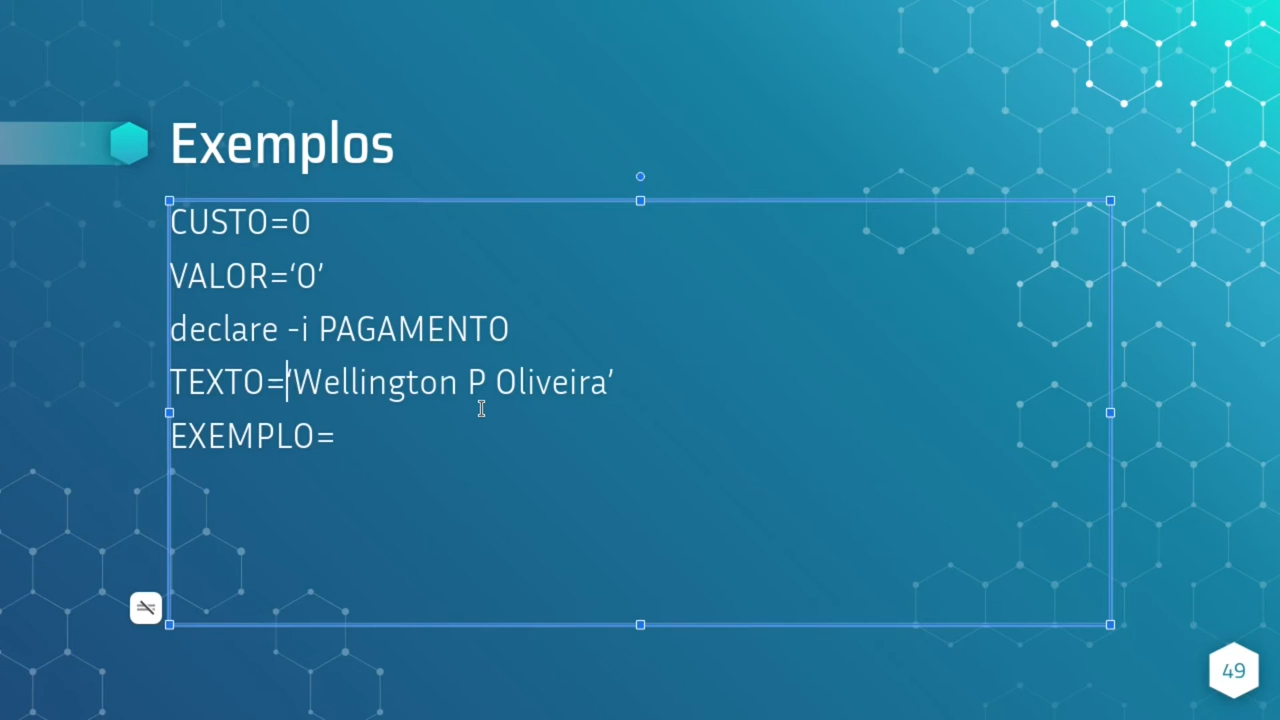 Exemplos
CUSTO=0
VALOR=‘0’
declare -i PAGAMENTO
TEXTO=‘Wellington P Oliveira’
EXEMPLO=
49